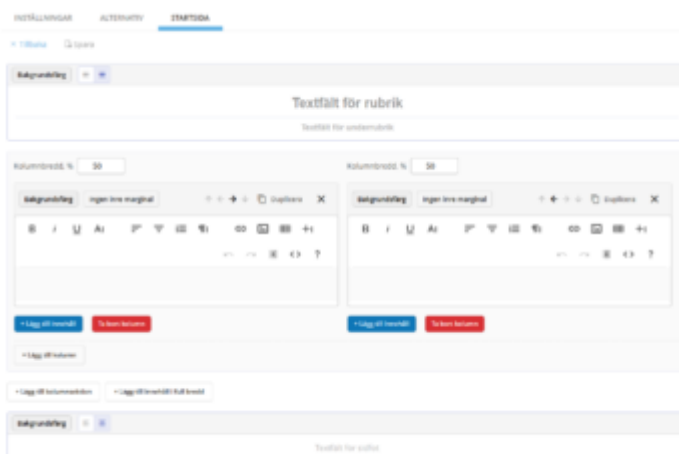 INSTÄLLNINGAR ALTERNATIV STARTSIDA
Tillbaka Spara
Bakgrundsfärg
Textfält för rubrik
Textfält för underrubrik
Kolumnbredd, % 50 Kolumnbredd, % 50
Bakgrundsfärg Ingen inre marginal Duplicera Bakgrundsfärg Ingen inre marginal Duplicera
B I U B I U
? ?
+ Lägg till innehåll Ta bort kolumn + Lägg till innehåll Ta bort kolumn
+ Lägg till kolumn
+ Lägg till kolumnsektion + Lägg till innehåll i full bredd
Bakgrundsfärg
Textfält för sidfot